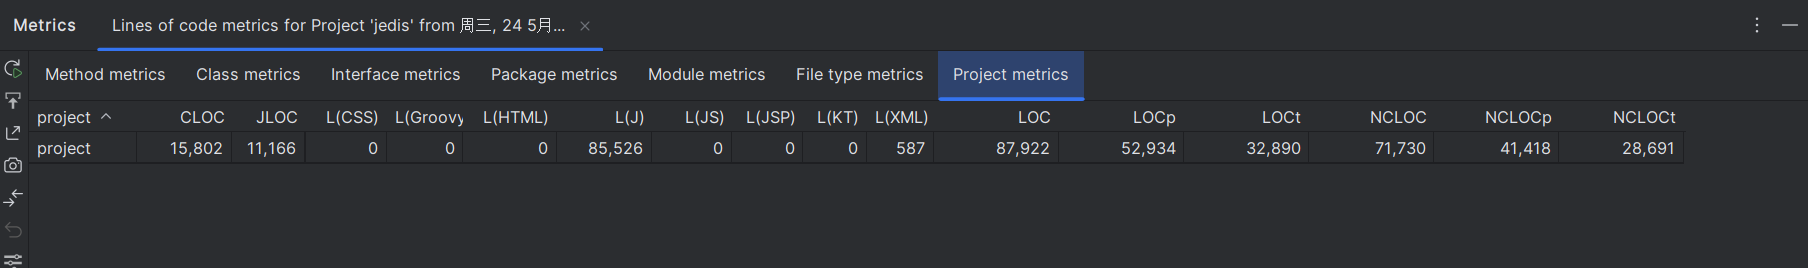 Metrics Lines of code metrics for Project 'jedis' from 周三, 24 5月...
Method metrics Class metrics Interface metrics Package metrics Module metrics File type metrics Project metrics
project CLOC JLOC L(CSS) L(Groovy L(HTML) L(J) L(JS) L(JSP) L(KT) L(XML) LOC LOCp LOCt NCLOC NCLOCp NCLOCt
project 15,802 11,166 0 0 0 85,526 0 0 0 587 87,922 52,934 32,890 71,730 41,418 28,691